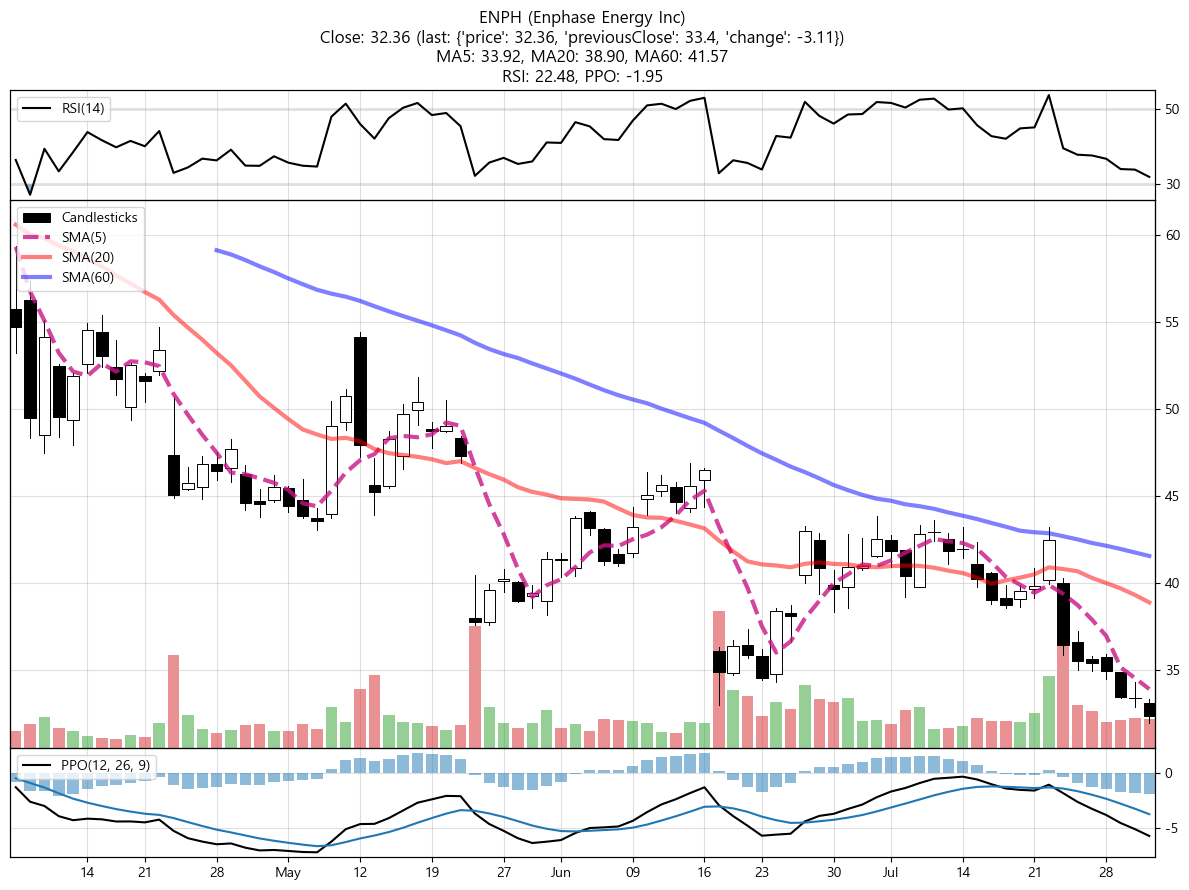 ENPH (Enphase Energy Inc)
Close: 32.36 (last: {'price': 32.36, 'previousClose': 33.4, 'change': -3.11})
MA5: 33.92, MA20: 38.90, MA60: 41.57
RSI: 22.48, PPO: -1.95
RSI(14)
50
30
Candlesticks
SMA(5)
SMA(20)
SMA(60)
60
55
50
45
40
35
PPO(12, 26, 9)
0
-5
14 21 28 May 12 19 27 Jun 09 16 23 30 Jul 14 21 28